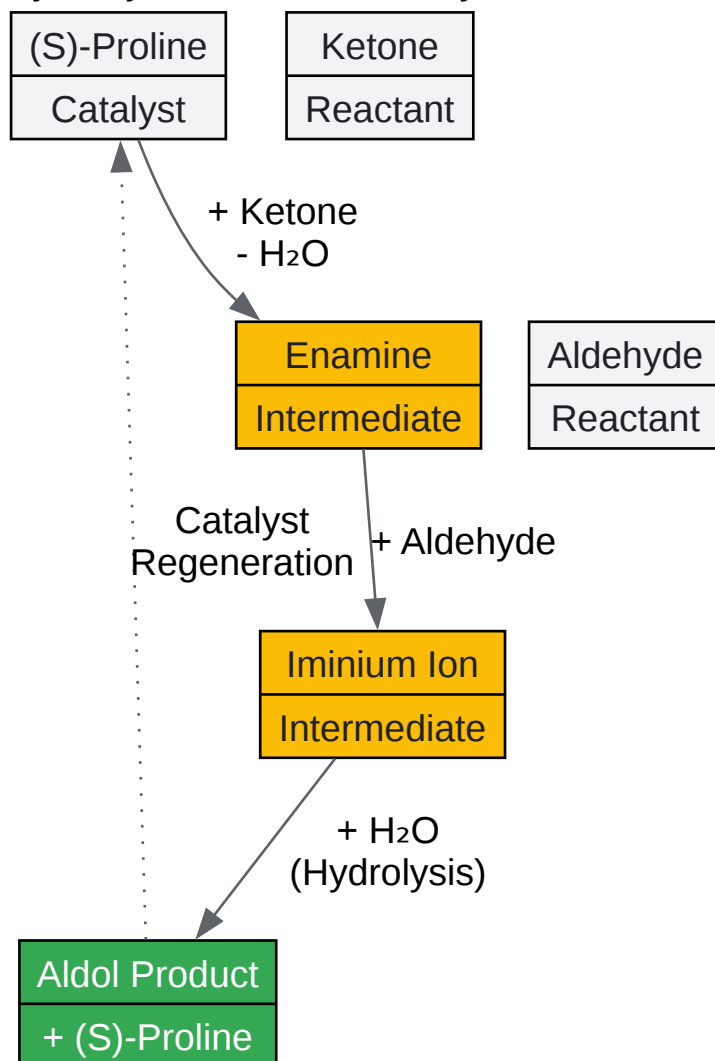 (S)-Proline
Catalyst
Ketone
Reactant
+ Ketone
- H₂O
Enamine
Intermediate
Aldehyde
Reactant
Catalyst
Regeneration
+ Aldehyde
Iminium Ion
Intermediate
+ H₂O
(Hydrolysis)
Aldol Product
+ (S)-Proline